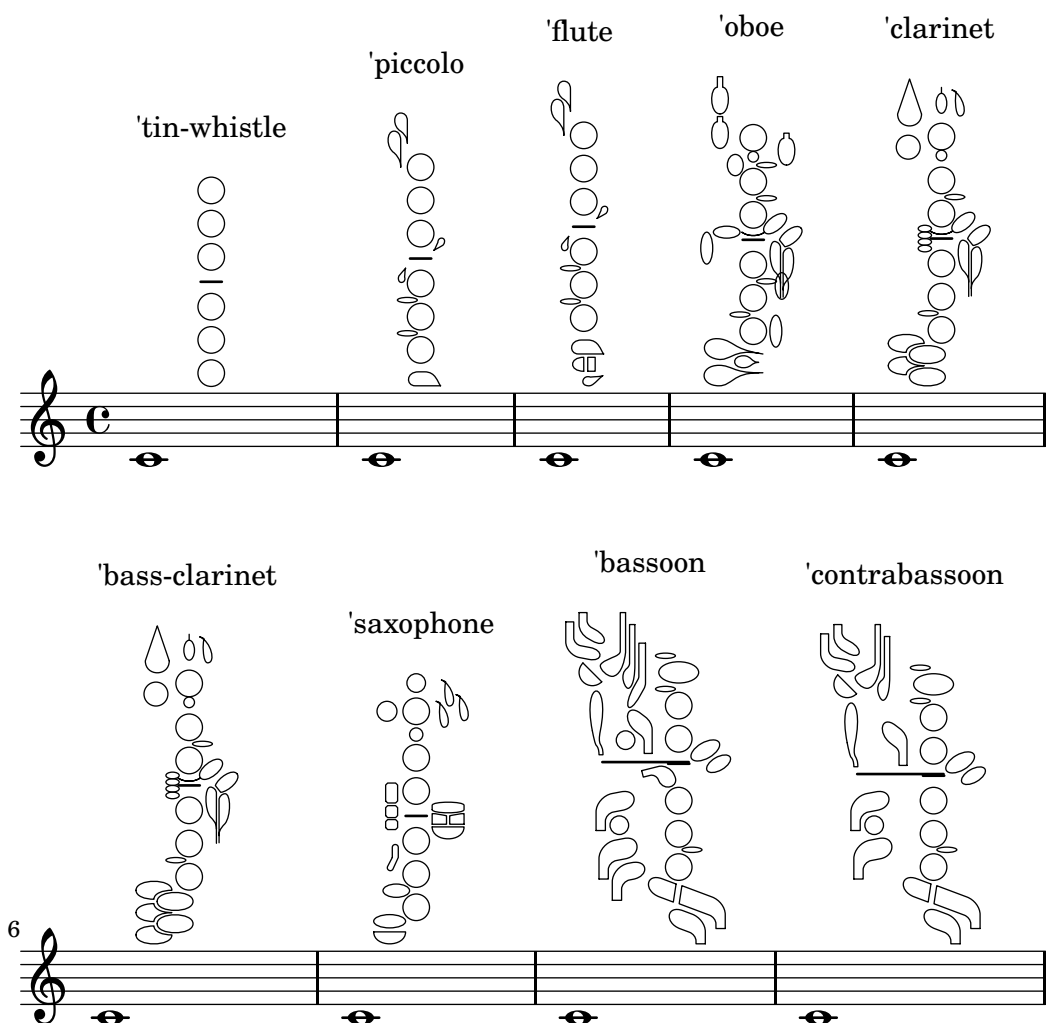 'tin-whistle
'piccolo
'flute
'oboe
'clarinet
'bass-clarinet
'saxophone
'bassoon
'contrabassoon
6